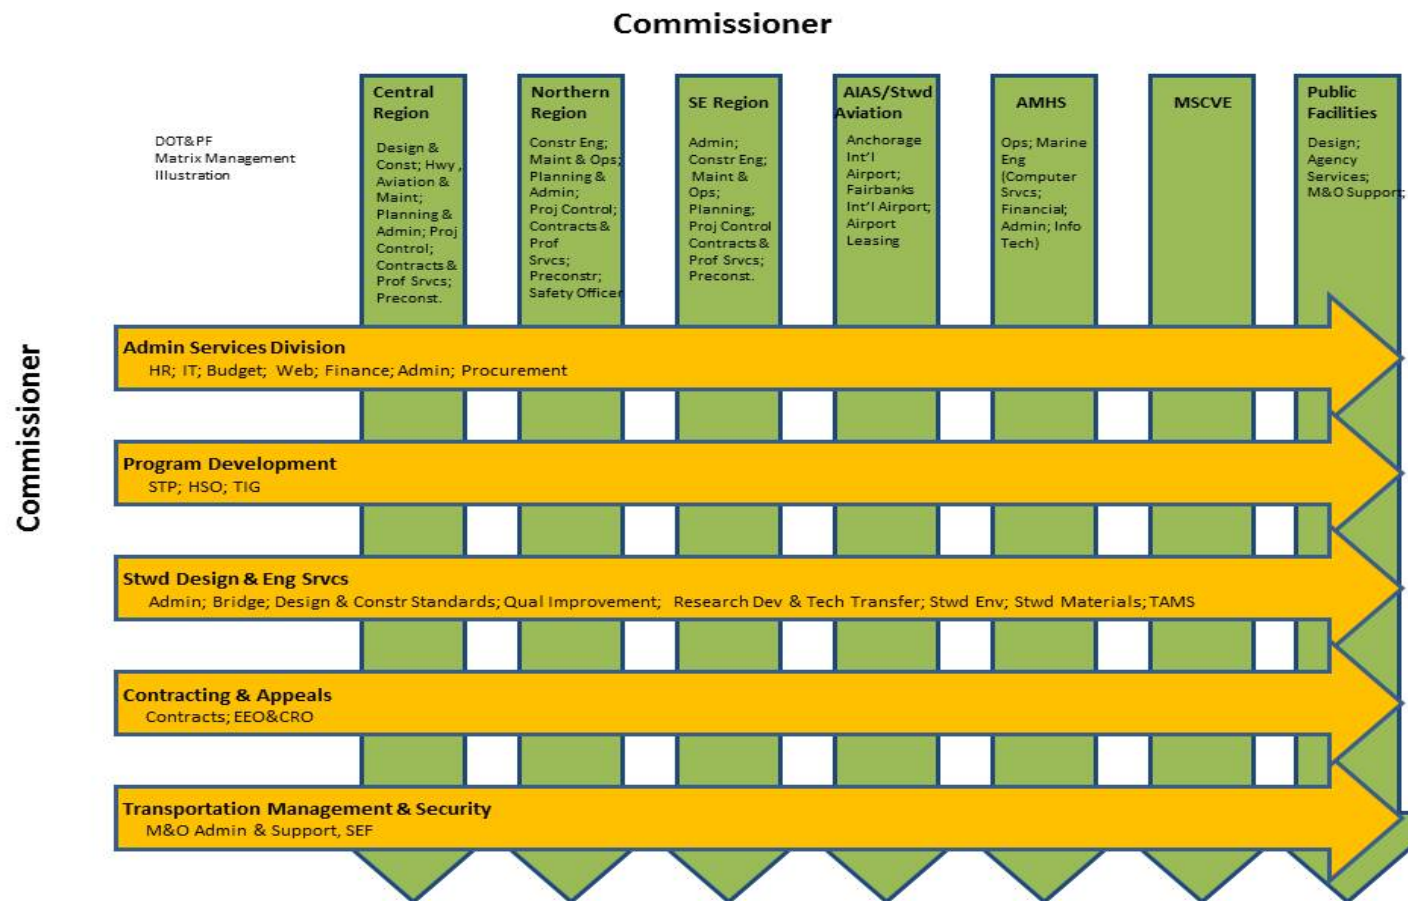 Commissioner
Commissioner
DOT&PF
Matrix Management
Illustration
Central
Region
Design &
Const; Hwy ,
Aviation &
Maint;
Planning &
Admin; Proj
Control;
Contracts &
Prof Srvcs;
Preconst.
Northern
Region
Constr Eng;
Maint & Ops;
Planning &
Admin;
Proj Control;
Contracts &
Prof
Srvcs;
Preconstr;
Safety Officer
SE Region
Admin;
Constr Eng;
Maint &
Ops;
Planning;
Proj Control
Contracts &
Prof Srvcs;
Preconst.
AIAS/Stwd
Aviation
Anchorage
Int’l
Airport;
Fairbanks
Int’l Airport;
Airport
Leasing
AMHS
Ops; Marine
Eng
(Computer
Srvcs;
Financial;
Admin; Info
Tech)
MSCVE
Public
Facilities
Design;
Agency
Services;
M&O Support;
Admin Services Division
HR; IT; Budget; Web; Finance; Admin; Procurement
Program Development
STP; HSO; TIG
Stwd Design & Eng Srvcs
Admin; Bridge; Design & Constr Standards; Qual Improvement; Research Dev & Tech Transfer; Stwd Env; Stwd Materials; TAMS
Contracting & Appeals
Contracts; EEO&CRO
Transportation Management & Security
M&O Admin & Support, SEF